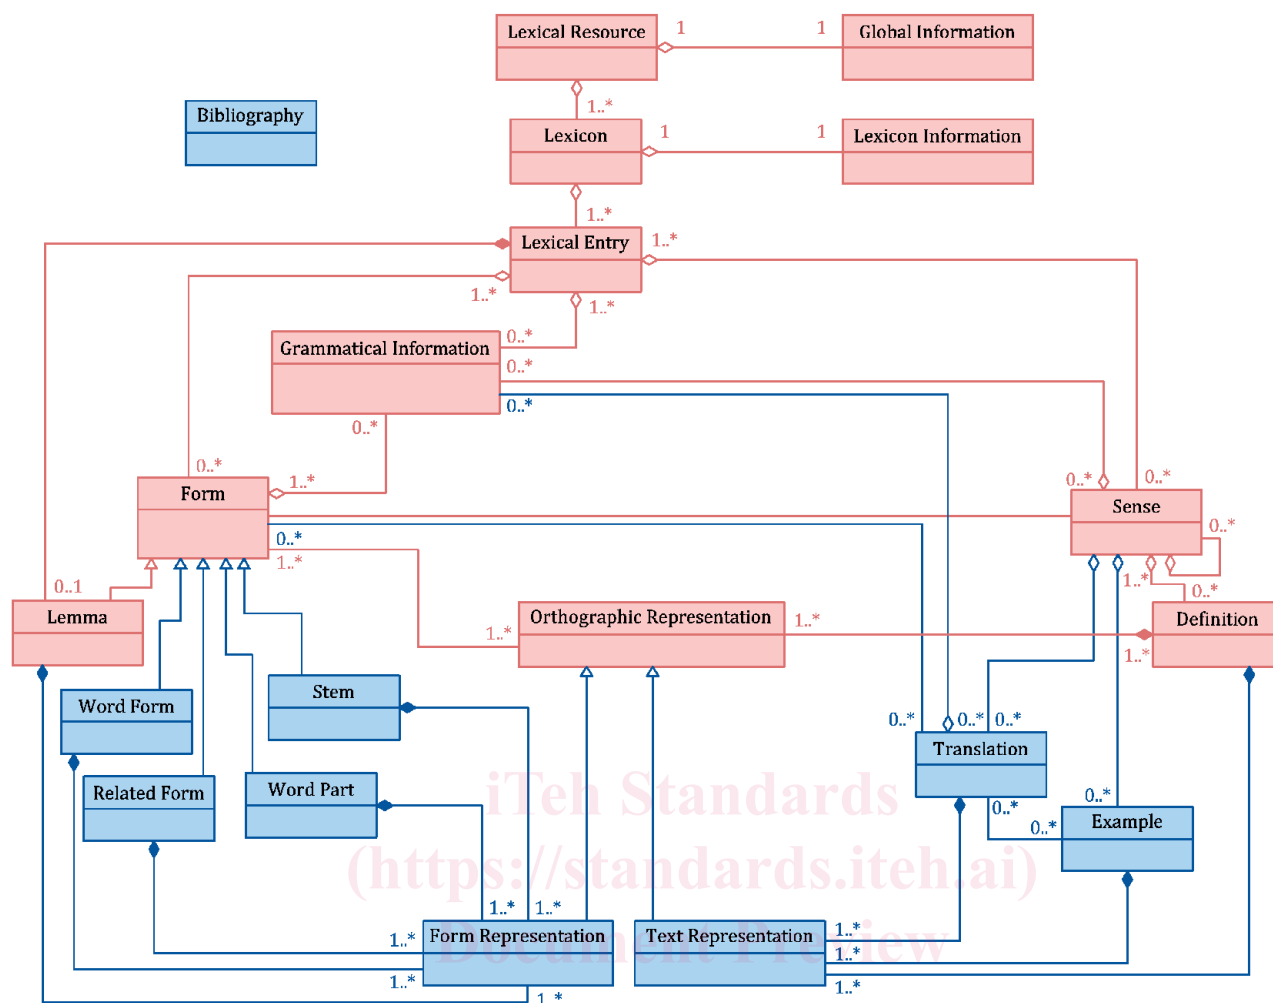 Lexical Resource
1
1
Global Information
1..*
Bibliography
Lexicon
1
1
Lexicon Information
1..*
Lexical Entry
1..*
1..*
1..*
0..*
Grammatical Information
0..*
0..*
0..*
0..*
1..*
Form
0..*
0..*
Sense
0..*
0..*
1..*
0..1
1..*
0..*
Lemma
Orthographic Representation
1..*
1..*
1..*
Definition
Stem
Word Form
0..*
0..*
0..*
Translation
iTeh Standards
Related Form
Word Part
0..*
0..*
0..*
Example
(https://standards.iteh.ai)
1..*
1..*
1..*
Form Representation
Text Representation
1..*
1..*
Document Preview
1..*
1..*
1..*